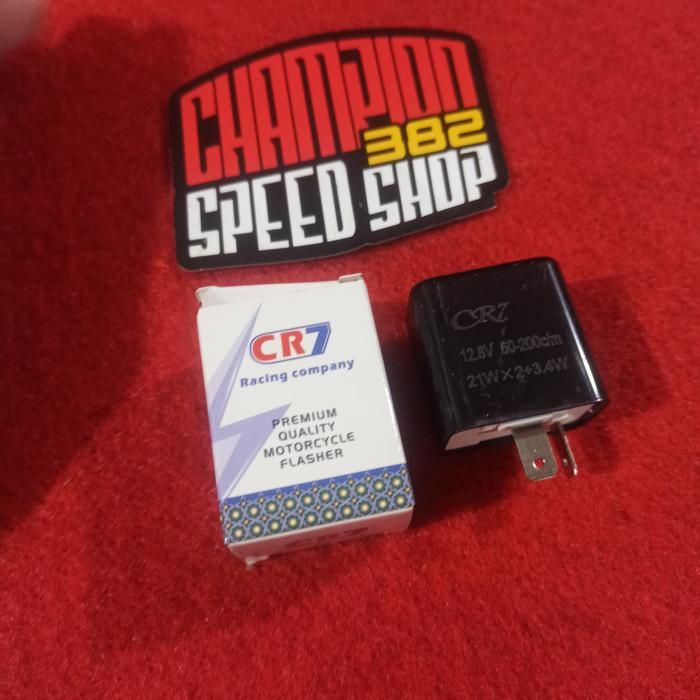 CHAMPION
382
SPEED SHOP
CR7
Racing company
PREMIUM
QUALITY
MOTORCYCLE
FLASHER
CR7
CR7
12.8V 60-200c/m
21W×2+3.4W